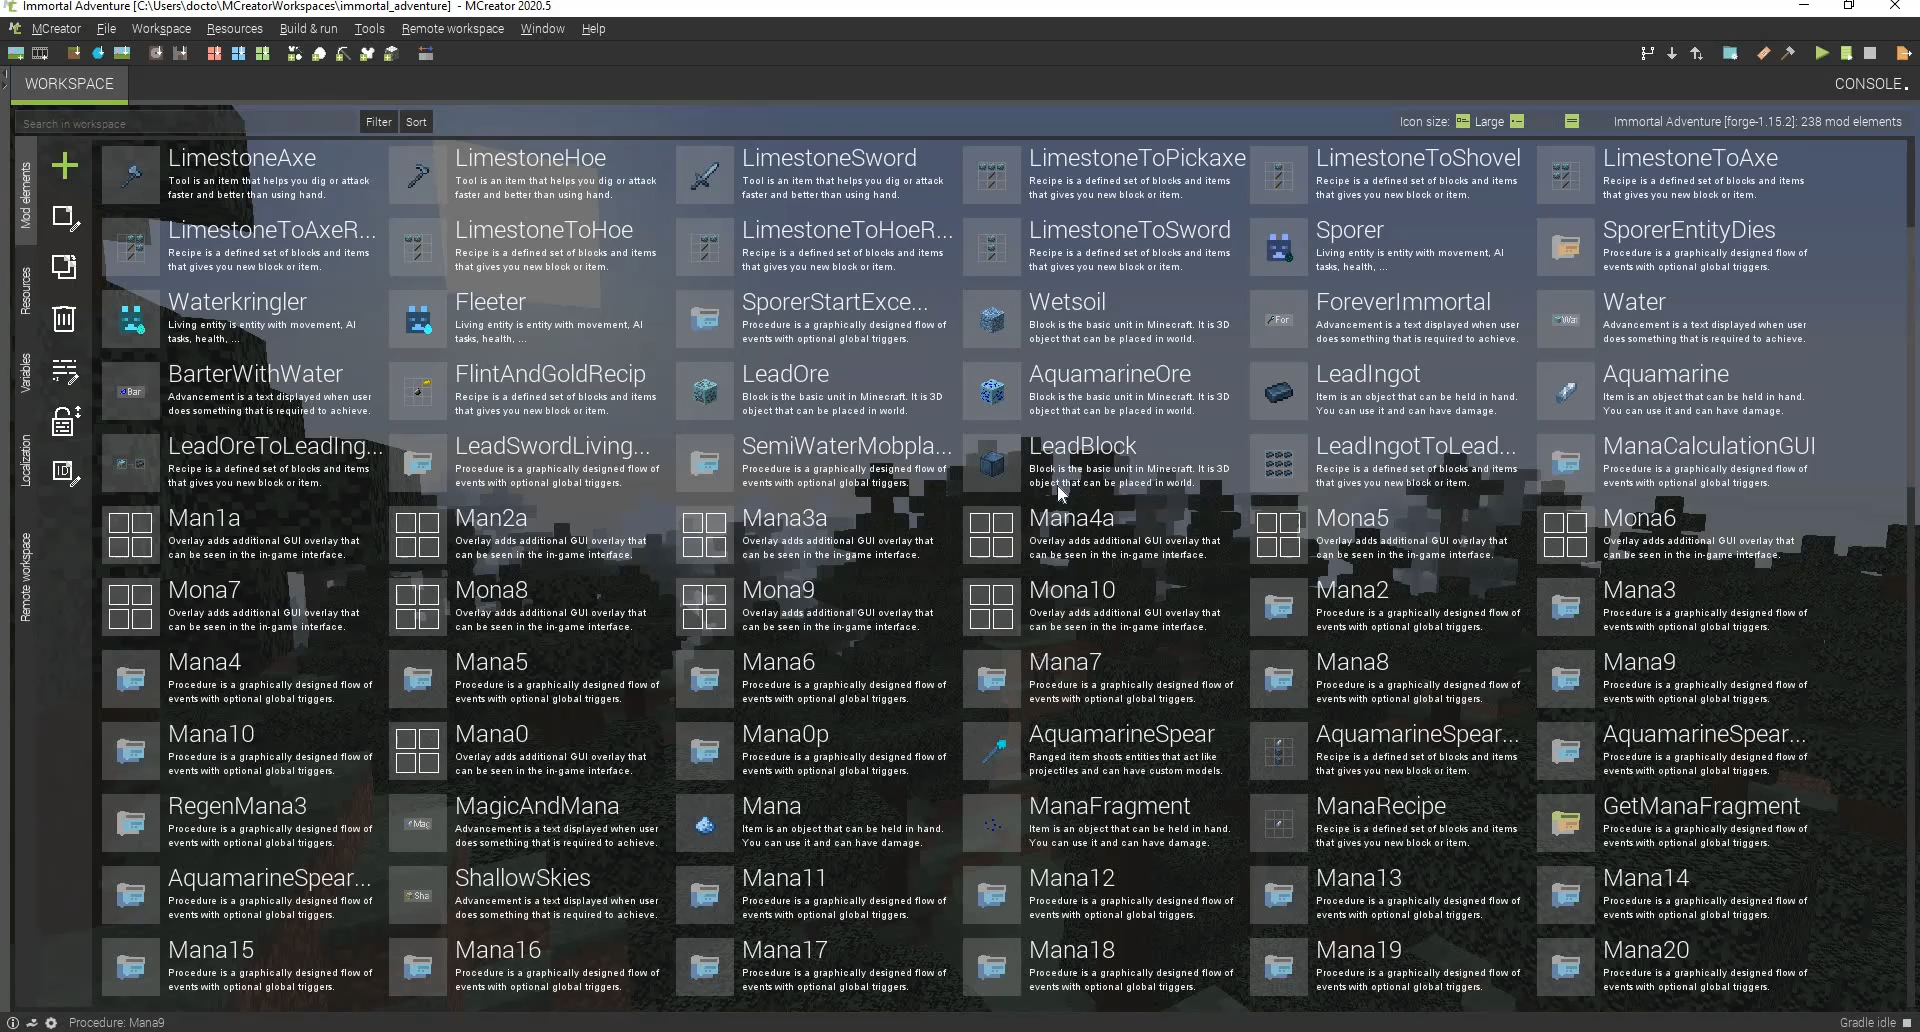 Immortal Adventure [C:\Users\docto\MCreatorWorkspaces\immortal_adventure] - MCreator 2020.5
MCreator File Workspace Resources Build & run Tools Remote workspace Window Help
WORKSPACE CONSOLE
Search in workspace Filter Sort Icon size: Large Immortal Adventure [forge-1.15.2]: 238 mod elements
Mod elements
Resources
Variables
Localization
Remote workspace
LimestoneAxe LimestoneHoe LimestoneSword LimestoneToPickaxe LimestoneToShovel LimestoneToAxe
Tool is an item that helps you dig or attack Tool is an item that helps you dig or attack Tool is an item that helps you dig or attack Recipe is a defined set of blocks and items Recipe is a defined set of blocks and items Recipe is a defined set of blocks and items
faster and better than using hand. faster and better than using hand. faster and better than using hand. that gives you new block or item. that gives you new block or item. that gives you new block or item.
LimestoneToAxeR... LimestoneToHoe LimestoneToHoeR... LimestoneToSword Sporer SporerEntityDies
Recipe is a defined set of blocks and items Recipe is a defined set of blocks and items Recipe is a defined set of blocks and items Recipe is a defined set of blocks and items Living entity is entity with movement, AI Procedure is a graphically designed flow of
that gives you new block or item. that gives you new block or item. that gives you new block or item. that gives you new block or item. tasks, health, ... events with optional global triggers.
Waterkringler Fleeter SporerStartExce... Wetsoil ForeverImmortal Water
Living entity is entity with movement, AI Living entity is entity with movement, AI Procedure is a graphically designed flow of Block is the basic unit in Minecraft. It is 3D For Advancement is a text displayed when user Wat Advancement is a text displayed when user
tasks, health, ... tasks, health, ... events with optional global triggers. object that can be placed in world. does something that is required to achieve. does something that is required to achieve.
BarterWithWater FlintAndGoldRecip LeadOre AquamarineOre LeadIngot Aquamarine
Bar Advancement is a text displayed when user Recipe is a defined set of blocks and items Block is the basic unit in Minecraft. It is 3D Block is the basic unit in Minecraft. It is 3D Item is an object that can be held in hand. Item is an object that can be held in hand.
does something that is required to achieve. that gives you new block or item. object that can be placed in world. object that can be placed in world. You can use it and can have damage. You can use it and can have damage.
LeadOreToLeadIng... LeadSwordLiving... SemiWaterMobpla... LeadBlock LeadIngotToLead... ManaCalculationGUI
Recipe is a defined set of blocks and items Procedure is a graphically designed flow of Procedure is a graphically designed flow of Block is the basic unit in Minecraft. It is 3D Recipe is a defined set of blocks and items Procedure is a graphically designed flow of
that gives you new block or item. events with optional global triggers. events with optional global triggers. object that can be placed in world. that gives you new block or item. events with optional global triggers.
Man1a Man2a Mana3a Mana4a Mona5 Mona6
Overlay adds additional GUI overlay that Overlay adds additional GUI overlay that Overlay adds additional GUI overlay that Overlay adds additional GUI overlay that Overlay adds additional GUI overlay that Overlay adds additional GUI overlay that
can be seen in the in-game interface. can be seen in the in-game interface. can be seen in the in-game interface. can be seen in the in-game interface. can be seen in the in-game interface. can be seen in the in-game interface.
Mona7 Mona8 Mona9 Mona10 Mana2 Mana3
Overlay adds additional GUI overlay that Overlay adds additional GUI overlay that Overlay adds additional GUI overlay that Overlay adds additional GUI overlay that Procedure is a graphically designed flow of Procedure is a graphically designed flow of
can be seen in the in-game interface. can be seen in the in-game interface. can be seen in the in-game interface. can be seen in the in-game interface. events with optional global triggers. events with optional global triggers.
Mana4 Mana5 Mana6 Mana7 Mana8 Mana9
Procedure is a graphically designed flow of Procedure is a graphically designed flow of Procedure is a graphically designed flow of Procedure is a graphically designed flow of Procedure is a graphically designed flow of Procedure is a graphically designed flow of
events with optional global triggers. events with optional global triggers. events with optional global triggers. events with optional global triggers. events with optional global triggers. events with optional global triggers.
Mana10 Mana0 Mana0p AquamarineSpear AquamarineSpear... AquamarineSpear...
Procedure is a graphically designed flow of Overlay adds additional GUI overlay that Procedure is a graphically designed flow of Ranged item shoots entities that act like Recipe is a defined set of blocks and items Procedure is a graphically designed flow of
events with optional global triggers. can be seen in the in-game interface. events with optional global triggers. projectiles and can have custom models. that gives you new block or item. events with optional global triggers.
RegenMana3 MagicAndMana Mana ManaFragment ManaRecipe GetManaFragment
Procedure is a graphically designed flow of Mag Advancement is a text displayed when user Item is an object that can be held in hand. Item is an object that can be held in hand. Recipe is a defined set of blocks and items Procedure is a graphically designed flow of
events with optional global triggers. does something that is required to achieve. You can use it and can have damage. You can use it and can have damage. that gives you new block or item. events with optional global triggers.
AquamarineSpear... ShallowSkies Mana11 Mana12 Mana13 Mana14
Procedure is a graphically designed flow of Sha Advancement is a text displayed when user Procedure is a graphically designed flow of Procedure is a graphically designed flow of Procedure is a graphically designed flow of Procedure is a graphically designed flow of
events with optional global triggers. does something that is required to achieve. events with optional global triggers. events with optional global triggers. events with optional global triggers. events with optional global triggers.
Mana15 Mana16 Mana17 Mana18 Mana19 Mana20
Procedure is a graphically designed flow of Procedure is a graphically designed flow of Procedure is a graphically designed flow of Procedure is a graphically designed flow of Procedure is a graphically designed flow of Procedure is a graphically designed flow of
events with optional global triggers. events with optional global triggers. events with optional global triggers. events with optional global triggers. events with optional global triggers. events with optional global triggers.
Procedure: Mana9 Gradle idle